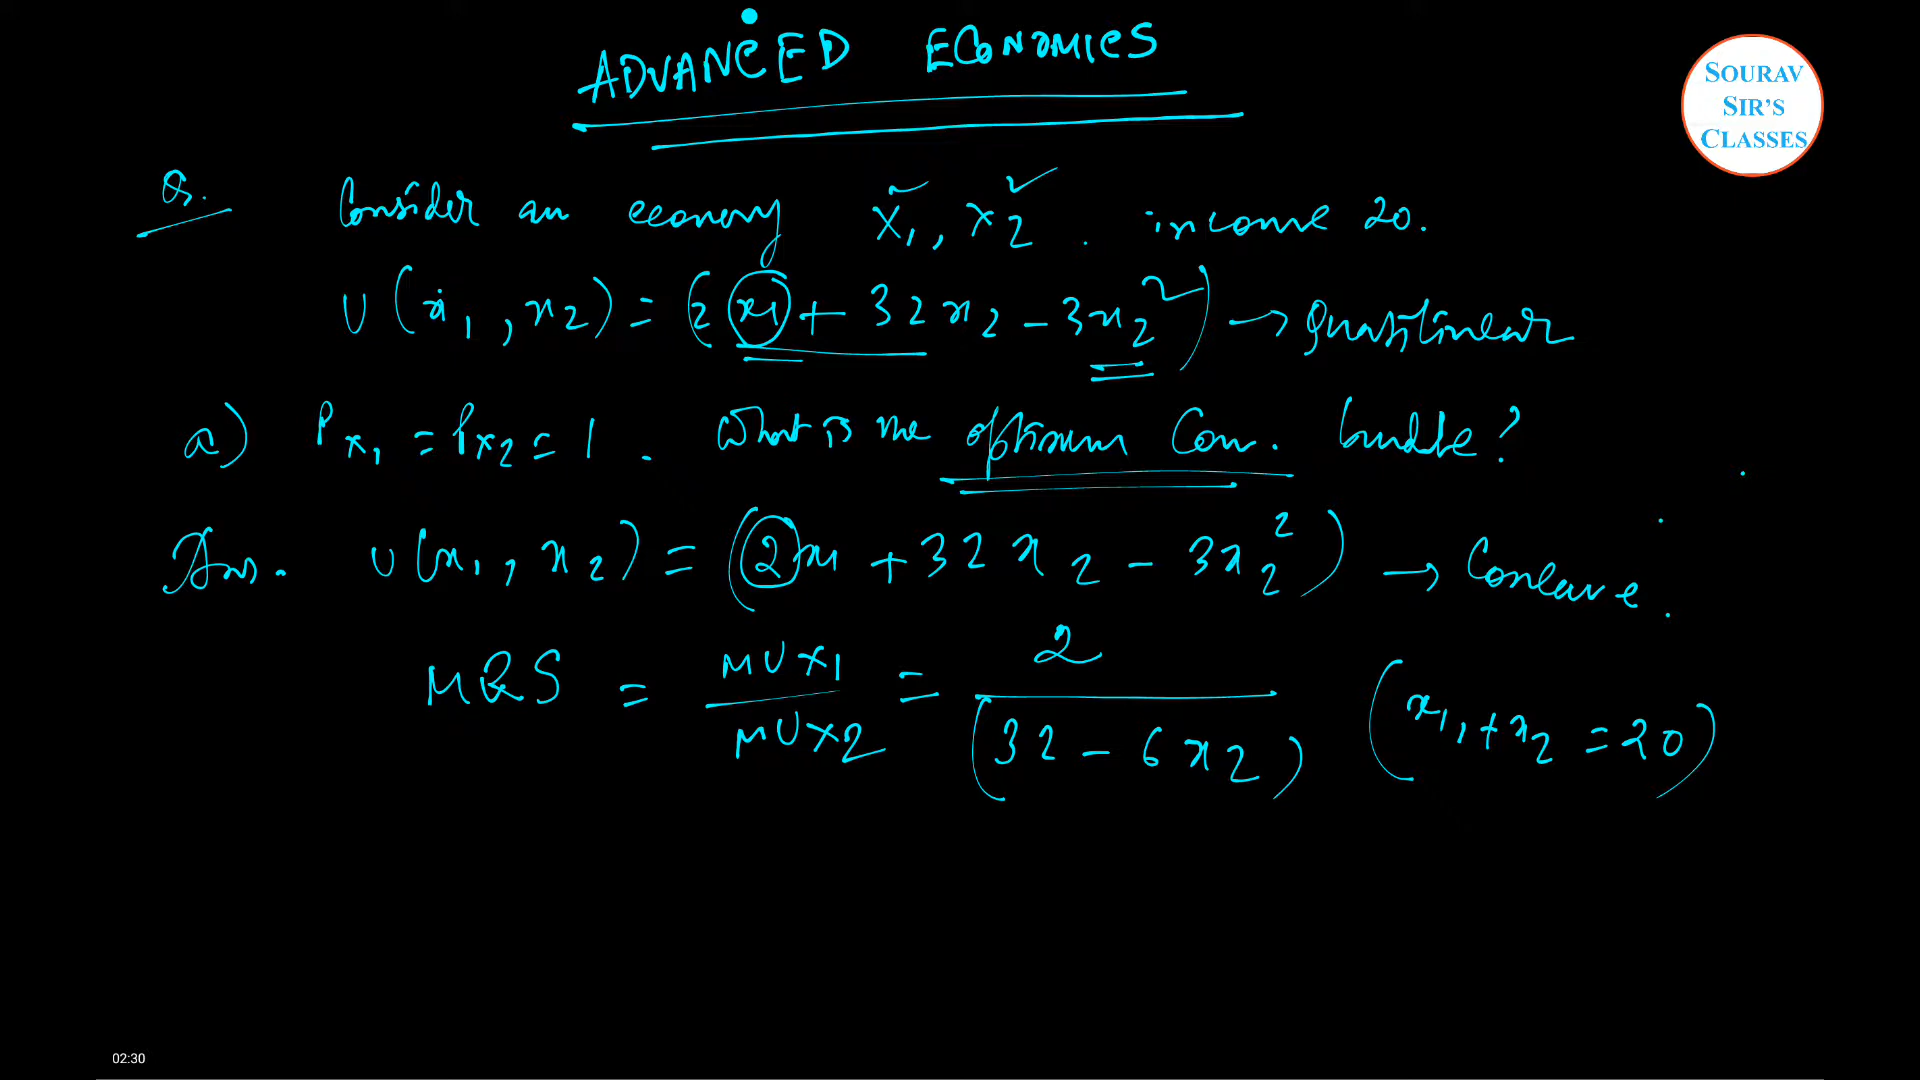 ADVANCED ECONOMICS
SOURAV
SIR'S
CLASSES
Q. Consider an economy X1, X2. income 20.
U(x1, x2) = (2x1 + 32x2 - 3x2²) → Quasilinear
a) Px1 = Px2 = 1. What is the optimum Con. bundle?
Ans. U(x1, x2) = (2x1 + 32x2 - 3x2²) → Concave.
MRS = MUX1 / MUX2 = 2 / (32 - 6x2) (x1 + x2 = 20)
02:30